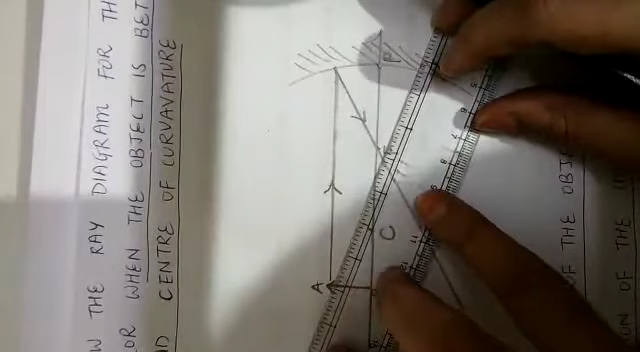 W THE RAY DIAGRAM FOR TH
OR WHEN THE OBJECT IS BET
ND CENTRE OF CURVAVATURE
P
C
A
OF THE OBJ
ON OF THE